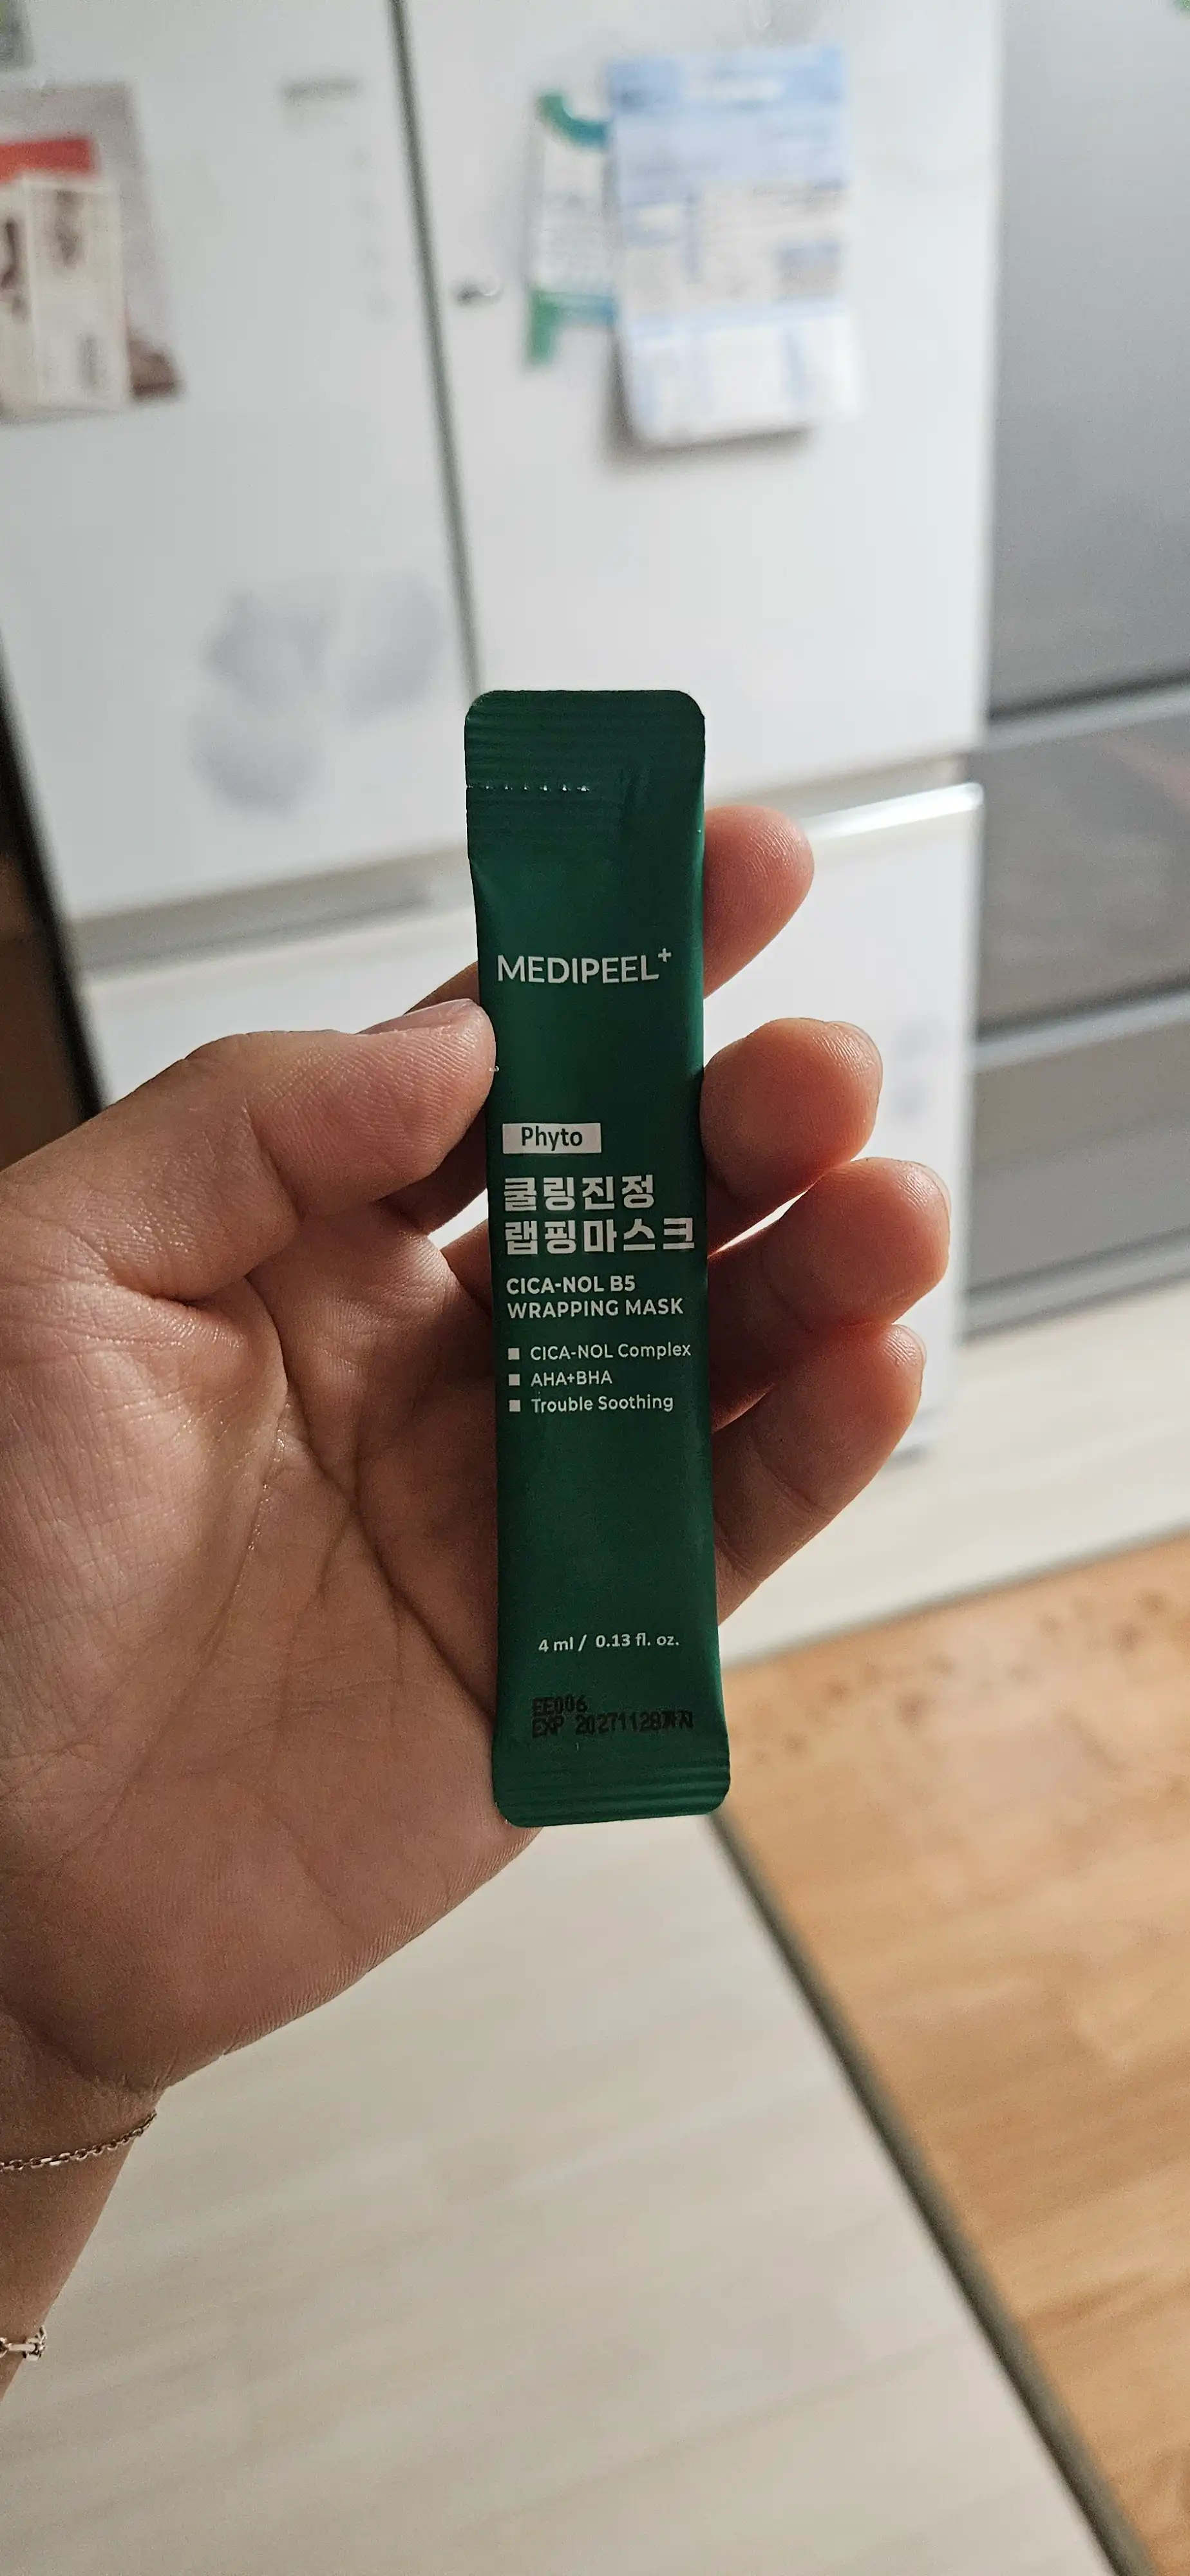 MEDIPEEL+
Phyto
쿨링진정
랩핑마스크
CICA-NOL B5
WRAPPING MASK
■ CICA-NOL Complex
■ AHA+BHA
■ Trouble Soothing
4 ml / 0.13 fl. oz.
EE006
EXP 20271128까지